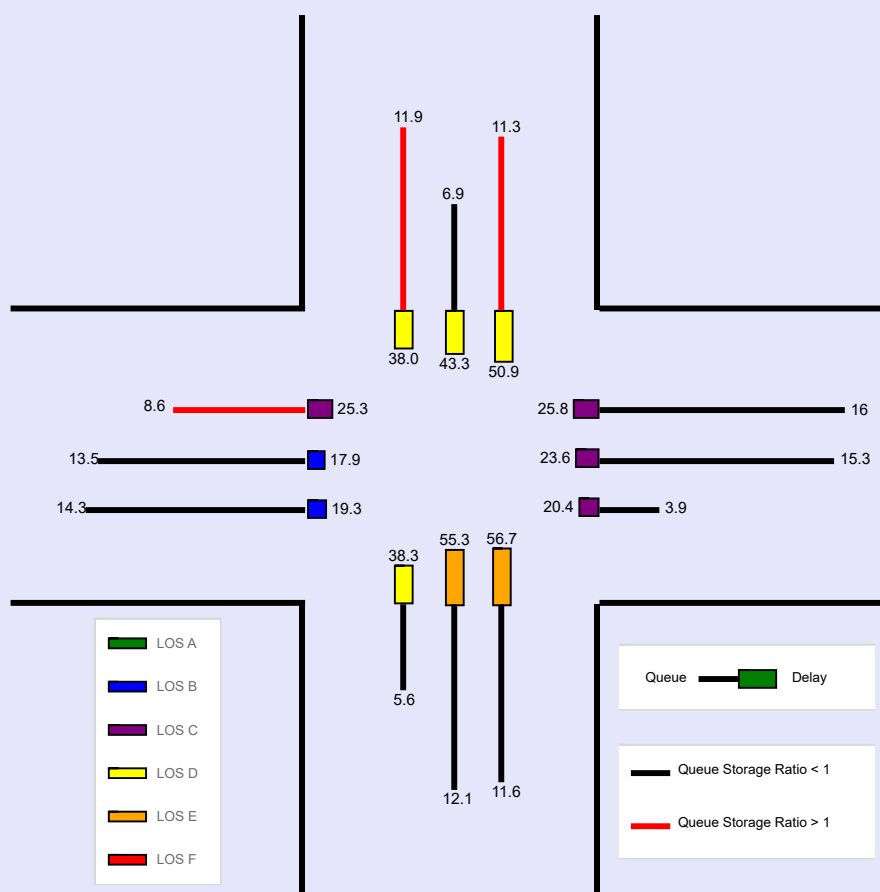 11.9
11.3
6.9
38.0
43.3
50.9
8.6
25.3
25.8
16
13.5
17.9
23.6
15.3
14.3
19.3
20.4
3.9
38.3
55.3
56.7
5.6
12.1
11.6
LOS A
LOS B
LOS C
LOS D
LOS E
LOS F
Queue
Delay
Queue Storage Ratio < 1
Queue Storage Ratio > 1